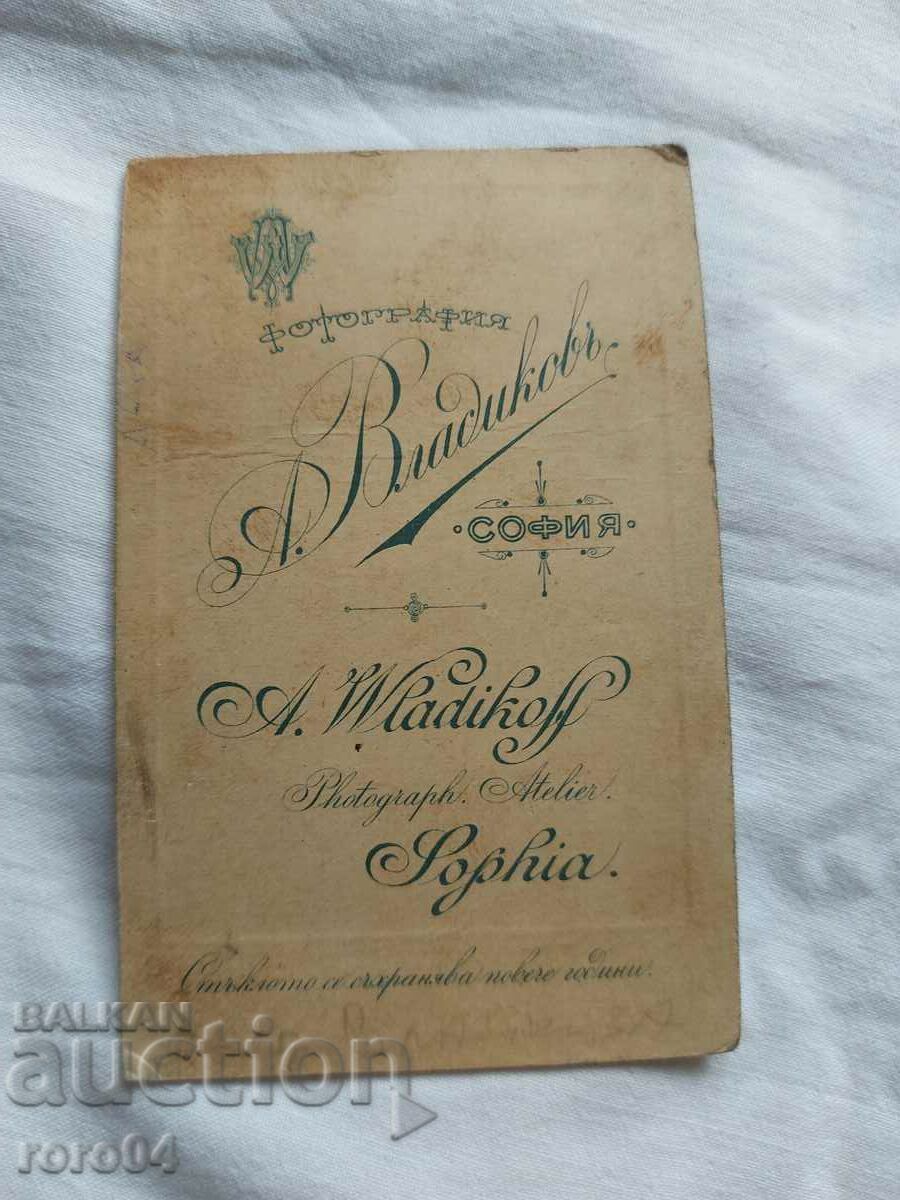 ФОТОГРАФИЯ
А. Владиковъ
·СОФИЯ·
A. Wladikoff
Photograph. Atelier.
Sophia.
Стъклото се съхранява повече години.
BALKAN
auction
roro04